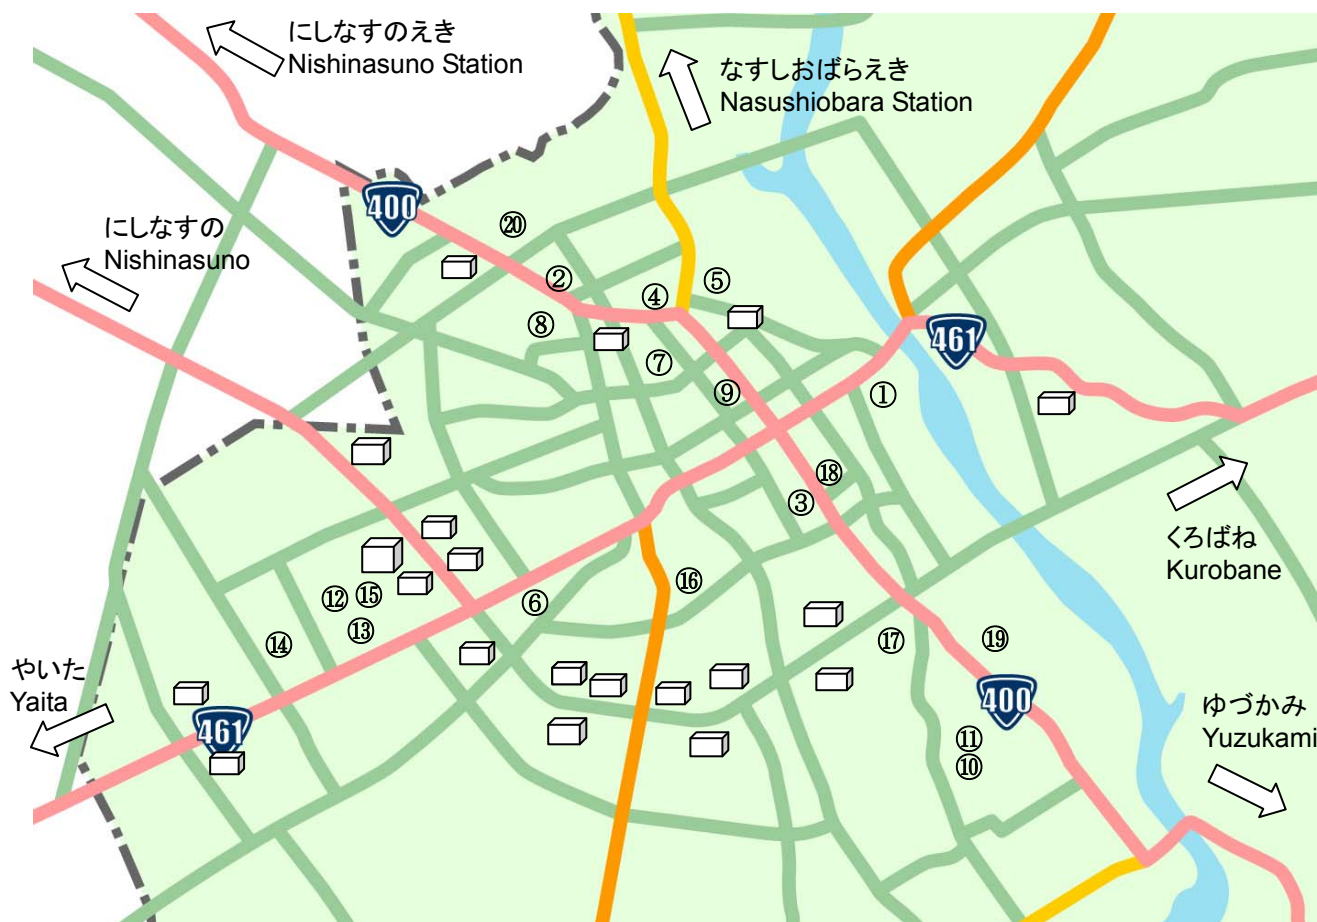 にしなすのえき
Nishinasuno Station
なすしおばらえき
Nasushiobara Station
400
⑳
にしなすの
Nishinasuno
②
⑤
④
⑧
461
⑦
⑨
①
⑱
③
くろばね
Kurobane
⑯
⑥
⑫
⑮
⑬
⑭
⑰
⑲
やいた
Yaita
400
ゆづかみ
Yuzukami
461
⑪
⑩